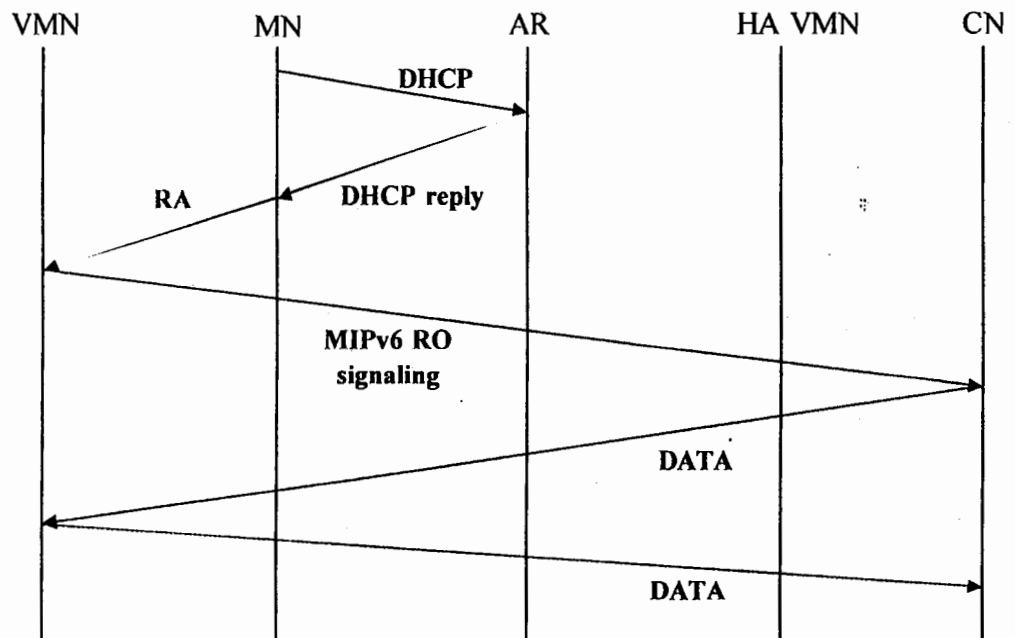 VMN MN AR HA VMN CN
DHCP
RA DHCP reply
MIPv6 RO
signaling
DATA
DATA